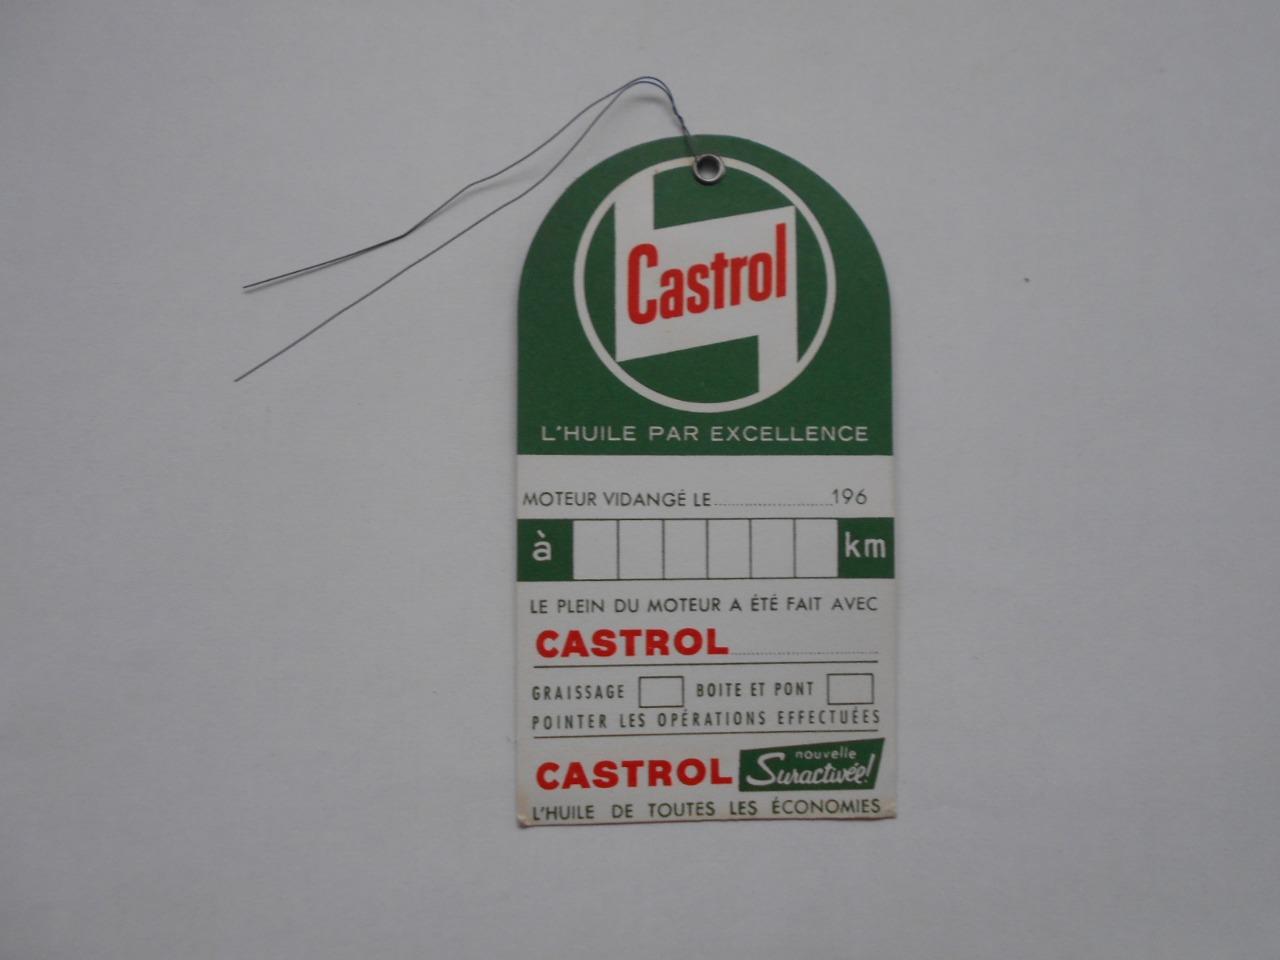 Castrol
L'HUILE PAR EXCELLENCE
MOTEUR VIDANGÉ LE 196
à km
LE PLEIN DU MOTEUR A ÉTÉ FAIT AVEC
CASTROL
GRAISSAGE BOITE ET PONT
POINTER LES OPÉRATIONS EFFECTUÉES
CASTROL nouvelle Suractivée!
L'HUILE DE TOUTES LES ÉCONOMIES